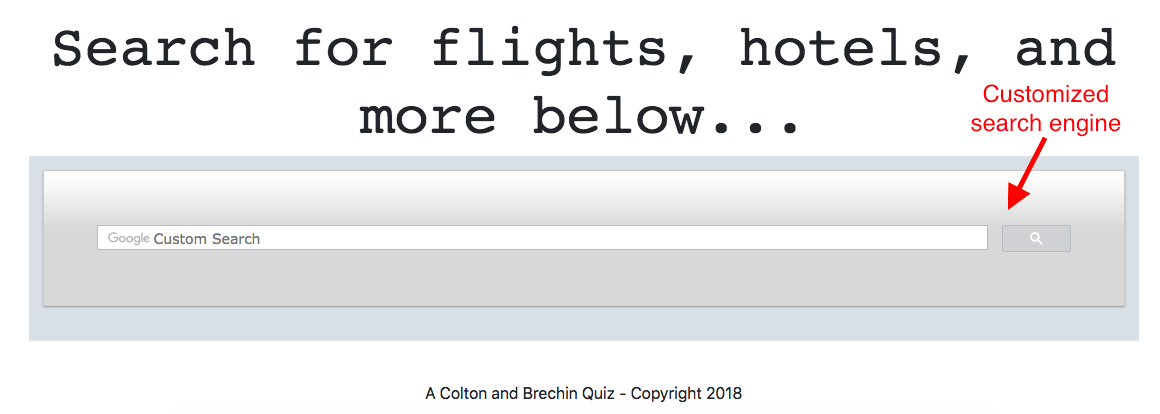 Search for flights, hotels, and
more below...
Customized
search engine
Google Custom Search
A Colton and Brechin Quiz - Copyright 2018